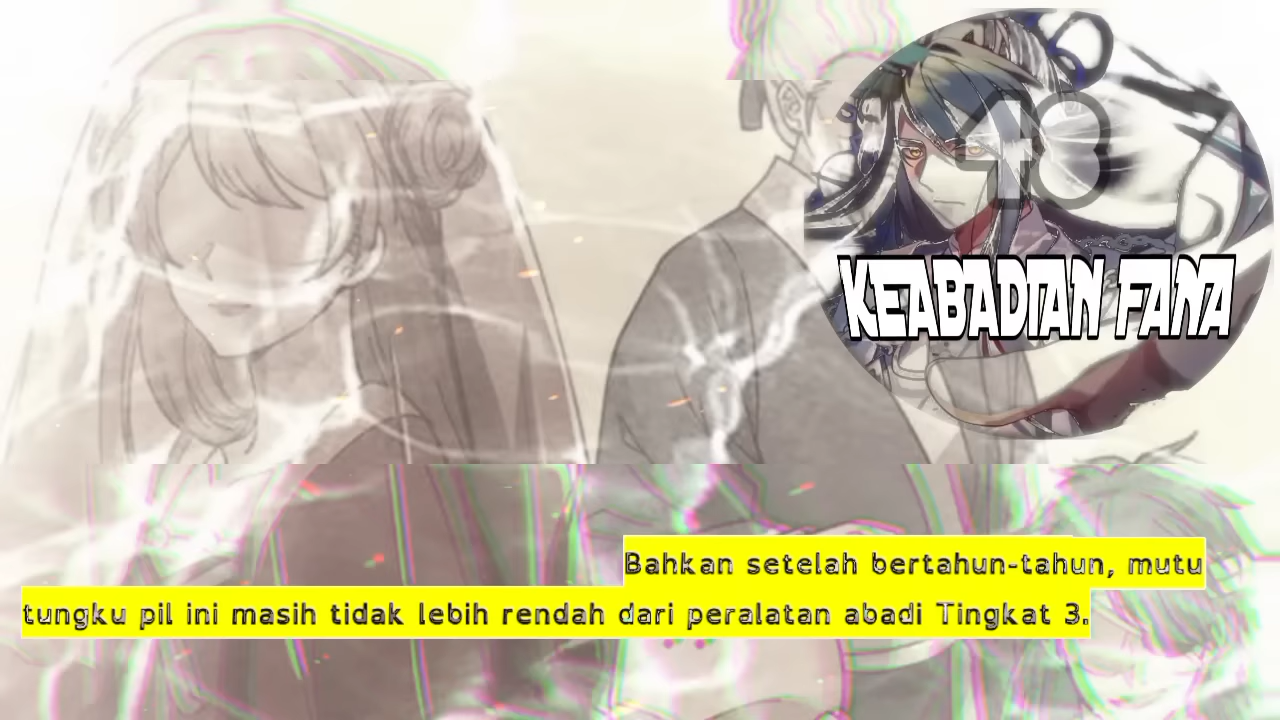 48
KEABADIAN FANA
Bahkan setelah bertahun-tahun, mutu
tungku pil ini masih tidak lebih rendah dari peralatan abadi Tingkat 3.